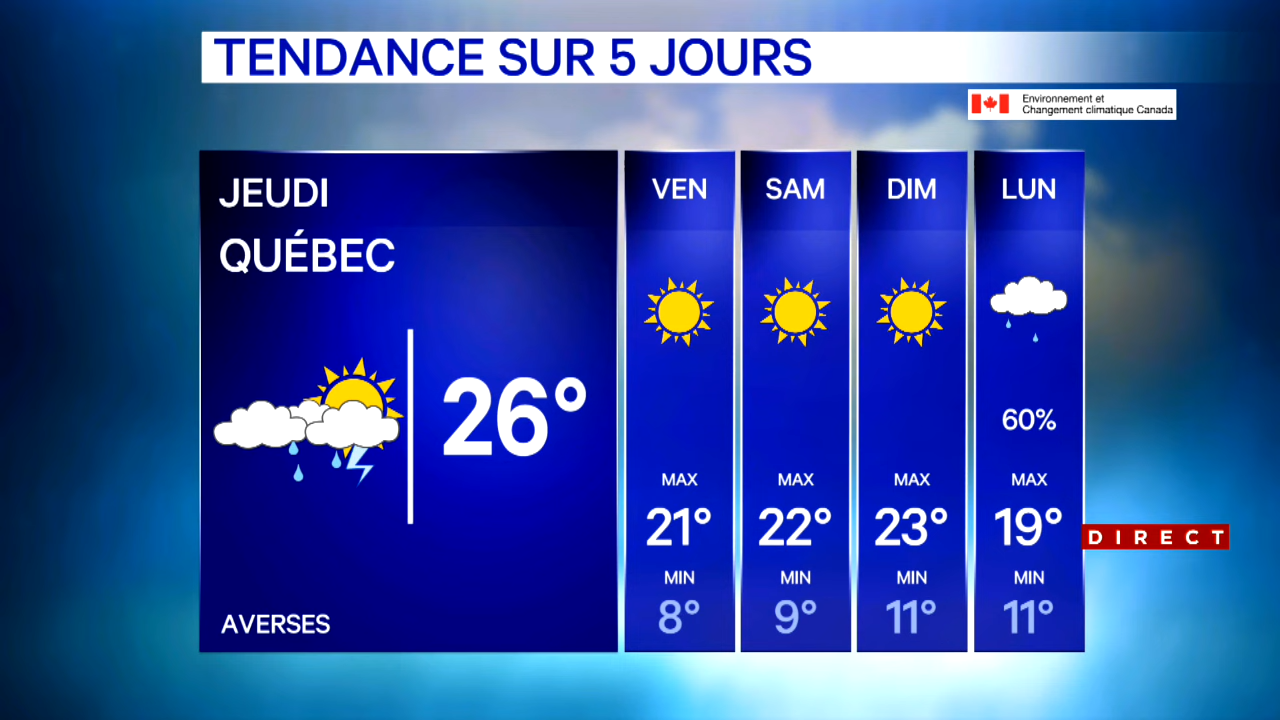 TENDANCE SUR 5 JOURS
Environnement et
Changement climatique Canada
JEUDI
QUÉBEC
26°
AVERSES
VEN
MAX
21°
MIN
8°
SAM
MAX
22°
MIN
9°
DIM
MAX
23°
MIN
11°
LUN
60%
MAX
19°
MIN
11°
DIRECT